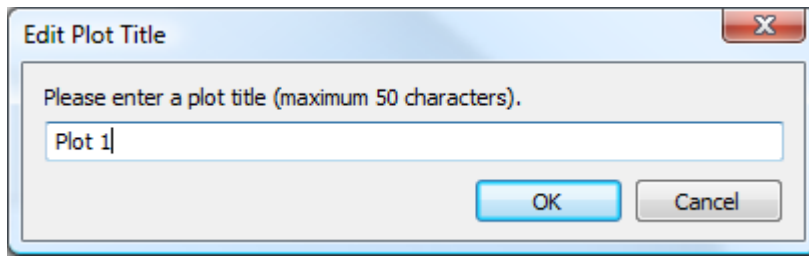 Edit Plot Title
Please enter a plot title (maximum 50 characters).
Plot 1
OK Cancel